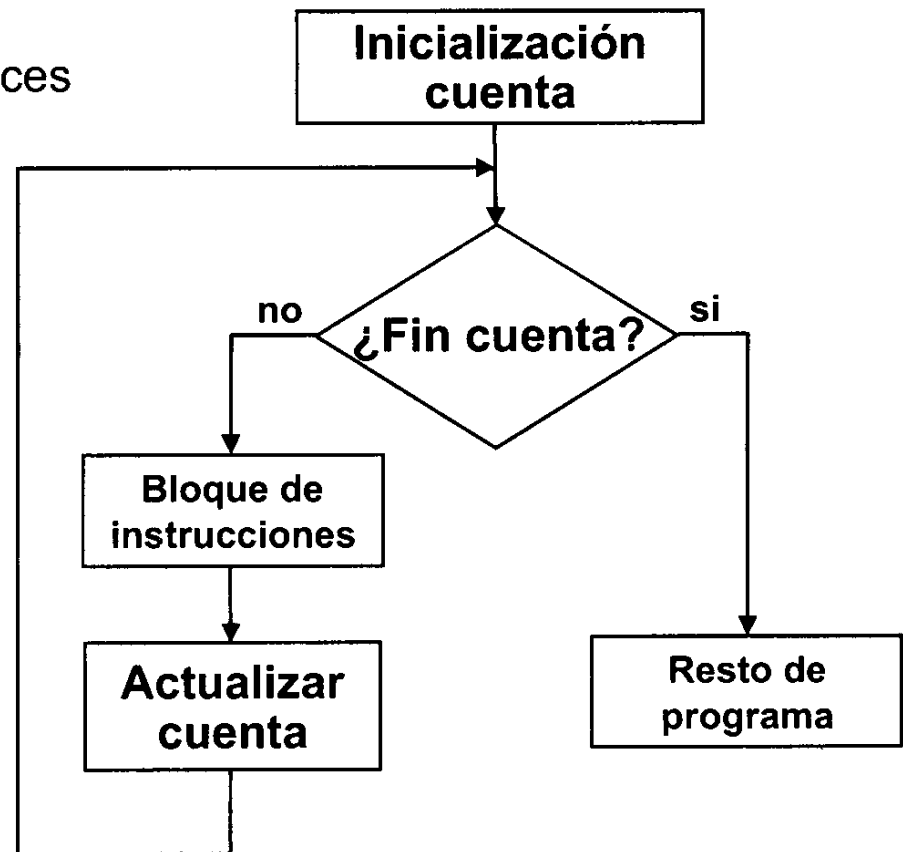 ces
Inicialización
cuenta
no
si
¿Fin cuenta?
Bloque de
instrucciones
Actualizar
cuenta
Resto de
programa